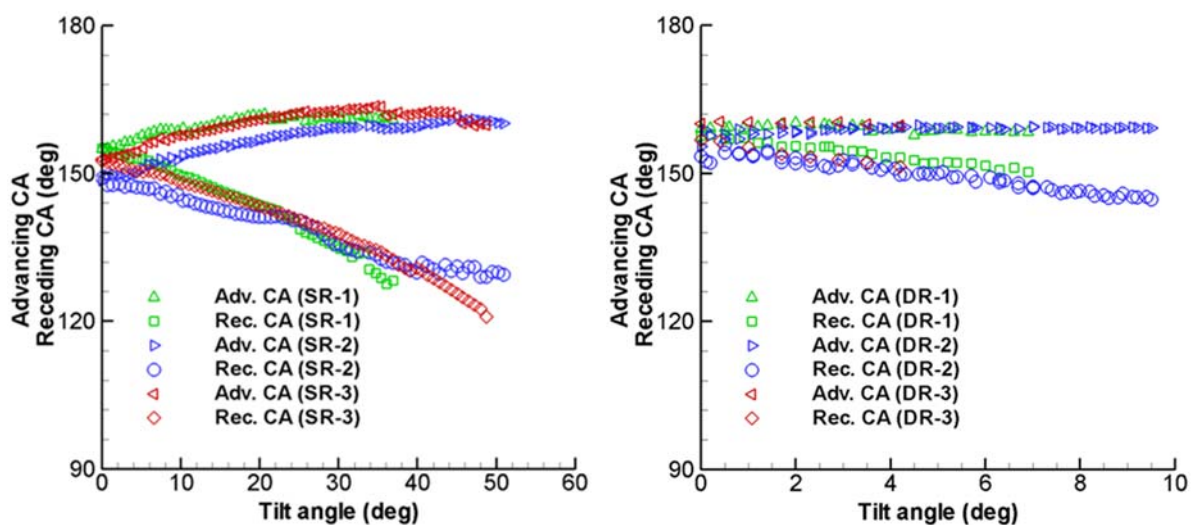 180
150
120
90
Advancing CA (deg)
Receding CA (deg)
Adv. CA (SR-1)
Rec. CA (SR-1)
Adv. CA (SR-2)
Rec. CA (SR-2)
Adv. CA (SR-3)
Rec. CA (SR-3)
0 10 20 30 40 50 60
Tilt angle (deg)
180
150
120
90
Advancing CA (deg)
Receding CA (deg)
Adv. CA (DR-1)
Rec. CA (DR-1)
Adv. CA (DR-2)
Rec. CA (DR-2)
Adv. CA (DR-3)
Rec. CA (DR-3)
0 2 4 6 8 10
Tilt angle (deg)